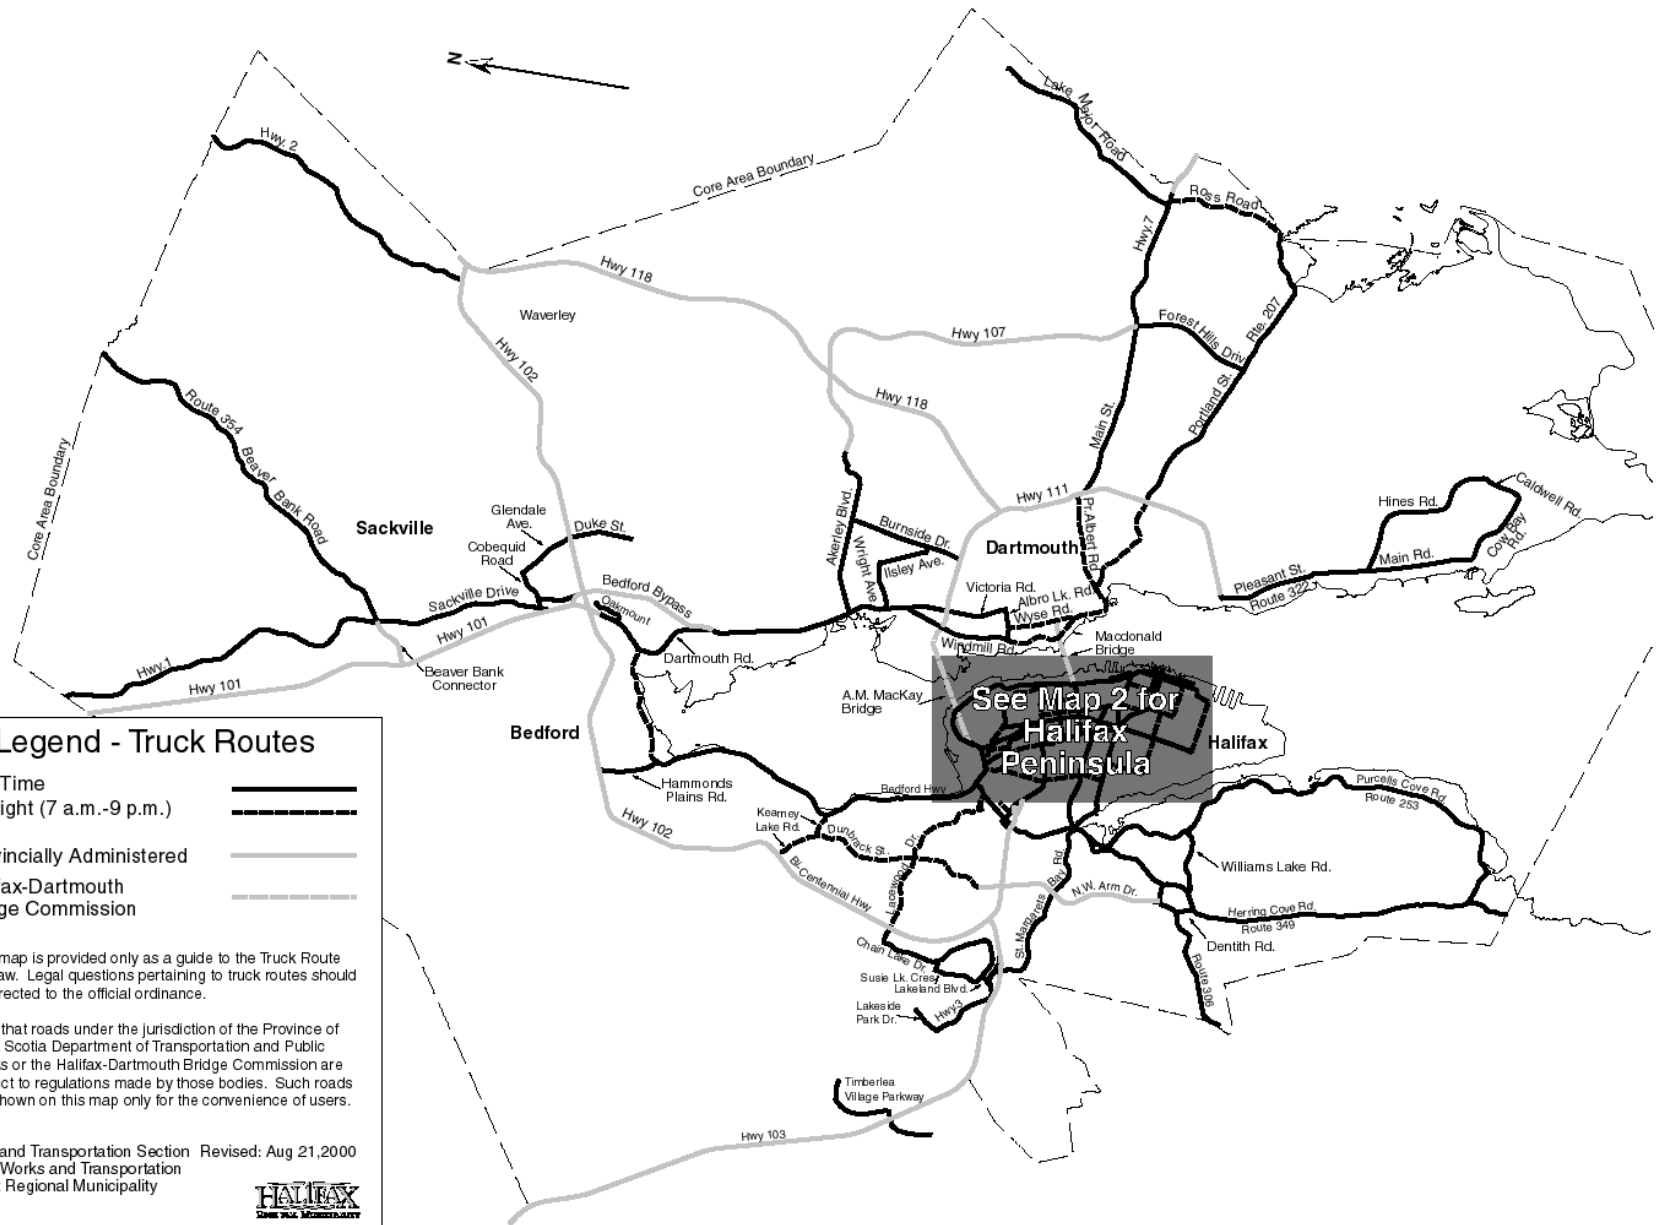 N
Hwy. 2
Lake Major Road
Core Area Boundary
Ross Road
Hwy.7
Hwy 118
Waverley
Hwy 107
Forest Hills Driv
Rte. 207
Hwy 102
Hwy 118
Route 354
Beaver Bank Road
Main St.
Portland St.
Core Area Boundary
Sackville
Glendale
Ave.
Duke St.
Cobequid
Road
Hwy 111
Pr.Albert Rd.
Hines Rd.
Caldwell Rd.
Cow Bay
Rd.
Akerley Blvd.
Burnside Dr.
Wright Ave.
Ilsley Ave.
Dartmouth
Main Rd.
Pleasant St.
Route 322
Victoria Rd.
Albro Lk. Rd.
Wyse Rd.
Windmill Rd.
Macdonald
Bridge
Sackville Drive
Bedford Bypass
Oakmount
Hwy 101
Dartmouth Rd.
Hwy.1
Hwy 101
Beaver Bank
Connector
A.M. MacKay
Bridge
See Map 2 for
Halifax
Peninsula
Halifax
Bedford
Hammonds
Plains Rd.
Bedford Hwy
Purcells Cove Rd.
Route 253
Kearney
Lake Rd.
Dunbrack St.
Hwy 102
Bi-Centennial Hwy
Lacewood Dr.
St. Margarets Bay Rd
N.W. Arm Dr.
Williams Lake Rd.
Herring Cove Rd.
Route 349
Dentith Rd.
Route 306
Chain Lake Dr.
Susie Lk. Cres.
Lakeland Blvd.
Lakeside
Park Dr.
Hwy3
Timberlea
Village Parkway
Hwy 103
Legend - Truck Routes
Time
ight (7 a.m.-9 p.m.)
vincially Administered
fax-Dartmouth
ge Commission
map is provided only as a guide to the Truck Route
aw. Legal questions pertaining to truck routes should
rected to the official ordinance.
that roads under the jurisdiction of the Province of
Scotia Department of Transportation and Public
ks or the Halifax-Dartmouth Bridge Commission are
ct to regulations made by those bodies. Such roads
hown on this map only for the convenience of users.
and Transportation Section Revised: Aug 21,2000
Works and Transportation
Regional Municipality
HALIFAX
REGIONAL MUNICIPALITY